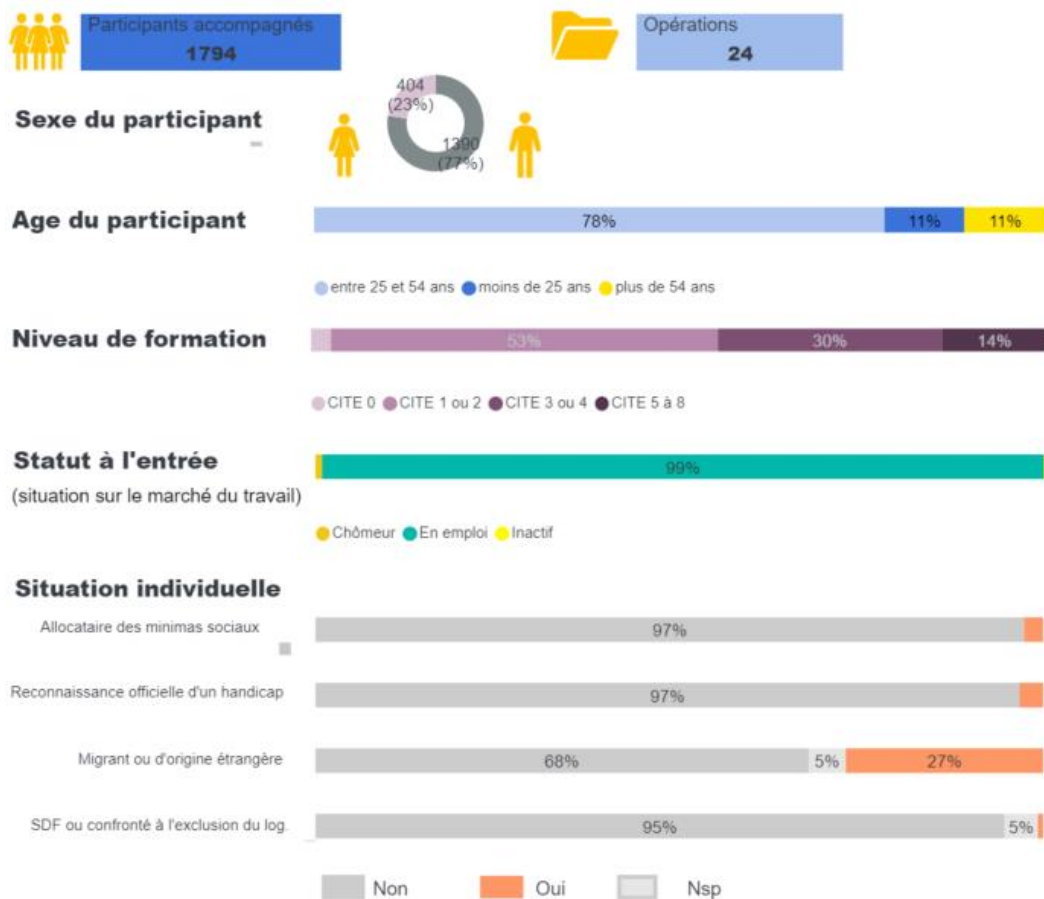 Participants accompagnés
1794
Opérations
24
Sexe du participant
404
(23%)
1390
(77%)
Age du participant
78%
11%
11%
entre 25 et 54 ans
moins de 25 ans
plus de 54 ans
Niveau de formation
53%
30%
14%
CITE 0
CITE 1 ou 2
CITE 3 ou 4
CITE 5 à 8
Statut à l'entrée
99%
(situation sur le marché du travail)
Chômeur
En emploi
Inactif
Situation individuelle
Allocataire des minimas sociaux
97%
Reconnaissance officielle d'un handicap
97%
Migrant ou d'origine étrangère
68%
5%
27%
SDF ou confronté à l'exclusion du log.
95%
5%
Non
Oui
Nsp